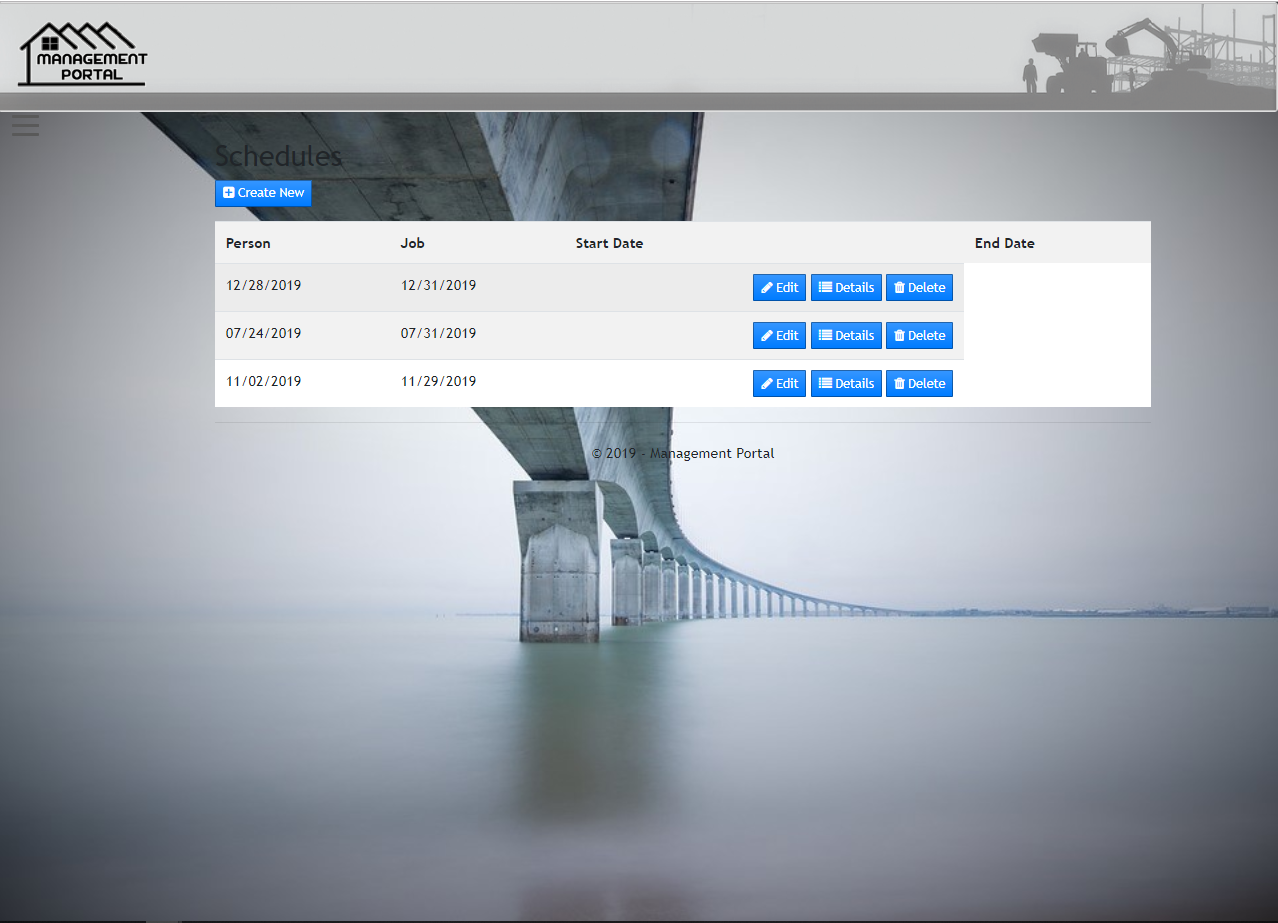 MANAGEMENT
PORTAL
Schedules
Create New
Person Job Start Date End Date
12/28/2019 12/31/2019 Edit Details Delete
07/24/2019 07/31/2019 Edit Details Delete
11/02/2019 11/29/2019 Edit Details Delete
© 2019 - Management Portal